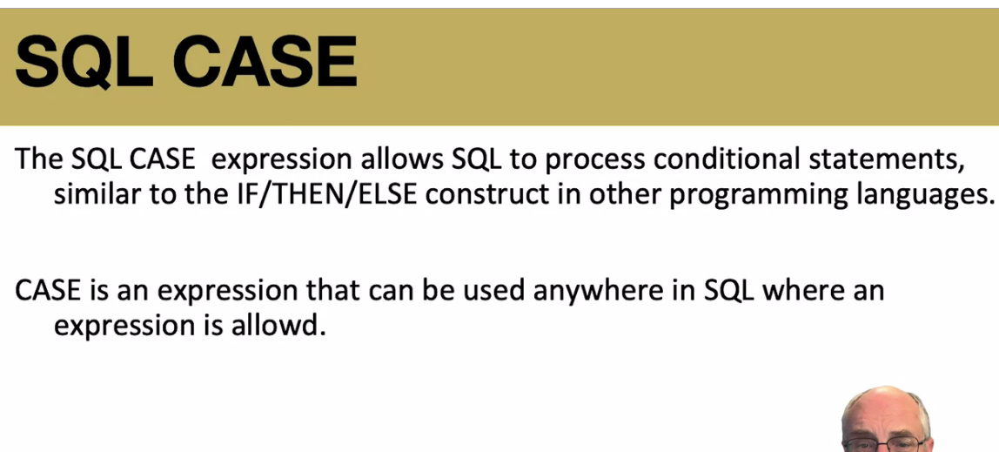 SQL CASE
The SQL CASE  expression allows SQL to process conditional statements,
similar to the IF/THEN/ELSE construct in other programming languages.
CASE is an expression that can be used anywhere in SQL where an
expression is allowd.